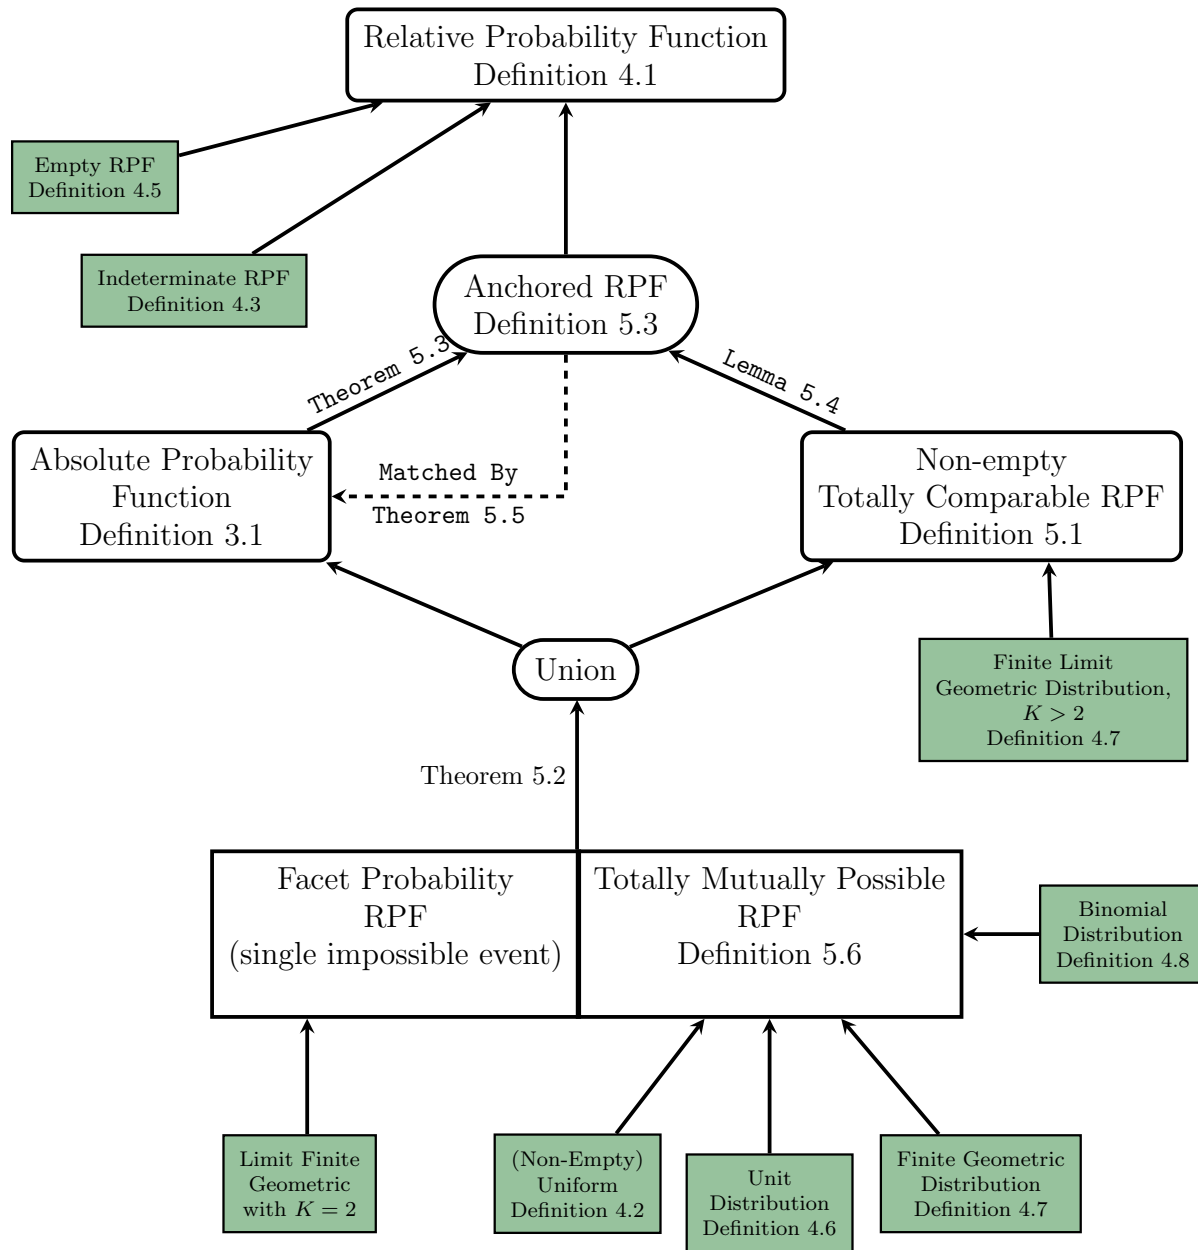 Relative Probability Function
Definition 4.1
Empty RPF
Definition 4.5
Indeterminate RPF
Definition 4.3
Anchored RPF
Definition 5.3
Theorem 5.3
Lemma 5.4
Absolute Probability
Function
Definition 3.1
Matched By
Theorem 5.5
Non-empty
Totally Comparable RPF
Definition 5.1
Union
Finite Limit
Geometric Distribution,
K > 2
Definition 4.7
Theorem 5.2
Facet Probability
RPF
(single impossible event)
Totally Mutually Possible
RPF
Definition 5.6
Binomial
Distribution
Definition 4.8
Limit Finite
Geometric
with K = 2
(Non-Empty)
Uniform
Definition 4.2
Unit
Distribution
Definition 4.6
Finite Geometric
Distribution
Definition 4.7